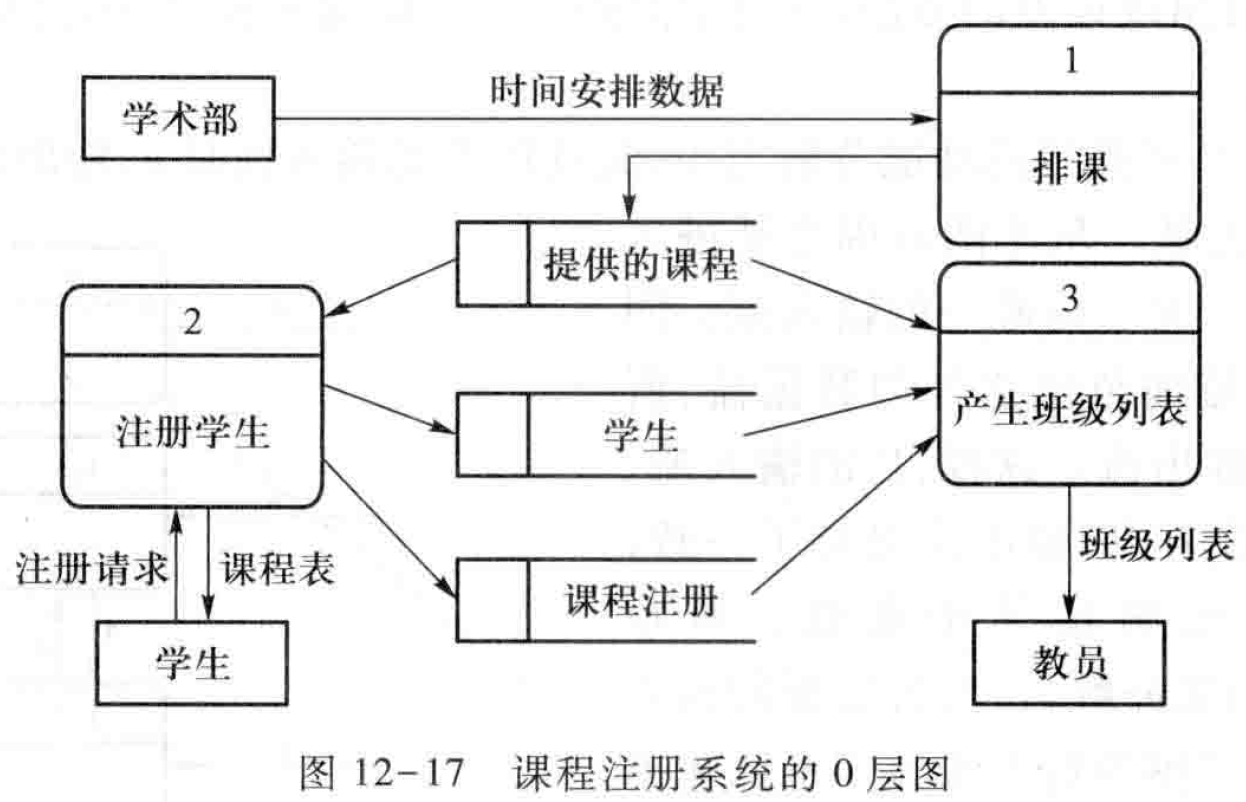 1
时间安排数据
学术部
排课
提供的课程
3
2
产生班级列表
注册学生
学生
注册请求
课程表
班级列表
课程注册
学生
教员
图 12-17 课程注册系统的 0 层图